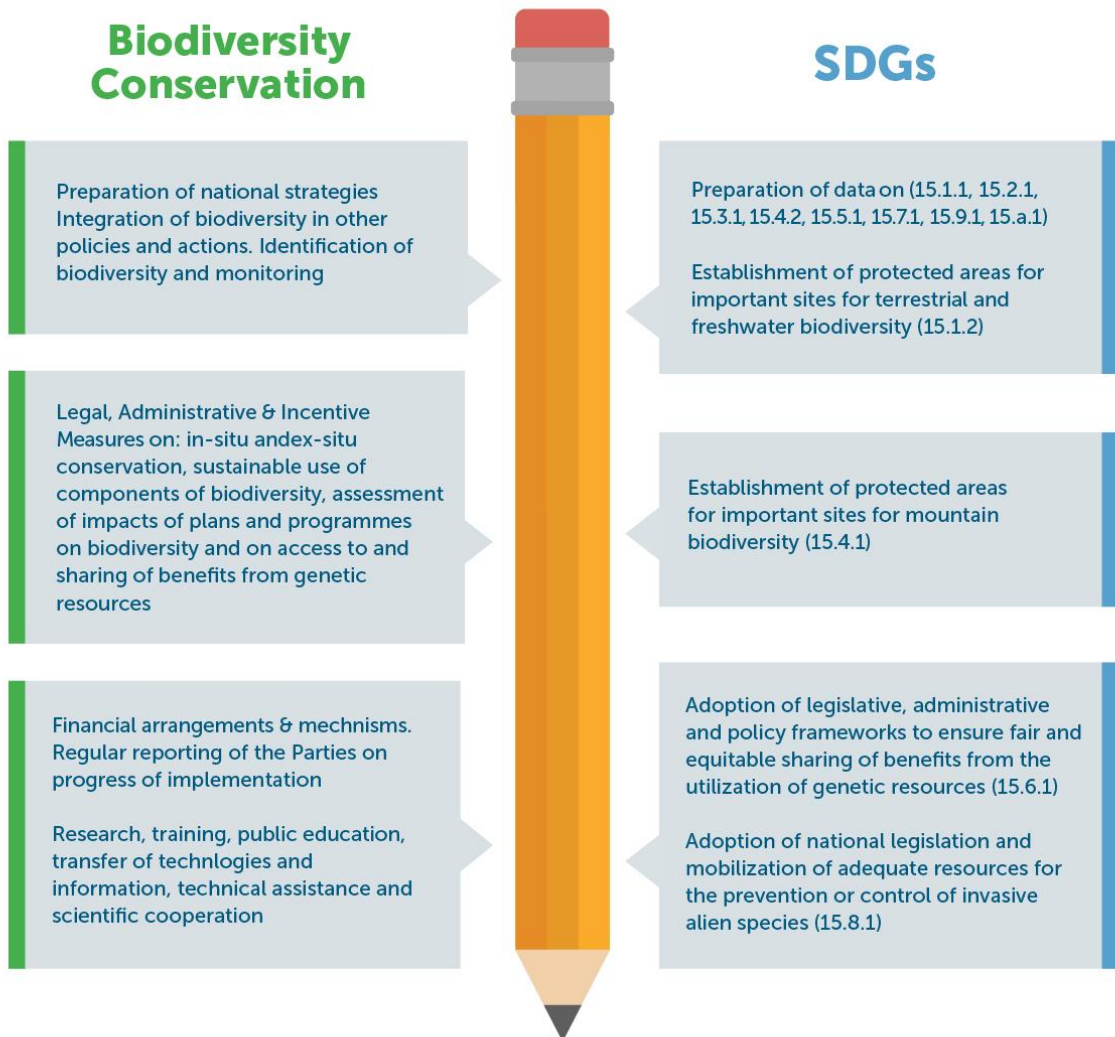 Biodiversity
Conservation
Preparation of national strategies
Integration of biodiversity in other
policies and actions. Identification of
biodiversity and monitoring
Legal, Administrative & Incentive
Measures on: in-situ andex-situ
conservation, sustainable use of
components of biodiversity, assessment
of impacts of plans and programmes
on biodiversity and on access to and
sharing of benefits from genetic
resources
Financial arrangements & mechnisms.
Regular reporting of the Parties on
progress of implementation
Research, training, public education,
transfer of technlogies and
information, technical assistance and
scientific cooperation
SDGs
Preparation of data on (15.1.1, 15.2.1,
15.3.1, 15.4.2, 15.5.1, 15.7.1, 15.9.1, 15.a.1)
Establishment of protected areas for
important sites for terrestrial and
freshwater biodiversity (15.1.2)
Establishment of protected areas
for important sites for mountain
biodiversity (15.4.1)
Adoption of legislative, administrative
and policy frameworks to ensure fair and
equitable sharing of benefits from the
utilization of genetic resources (15.6.1)
Adoption of national legislation and
mobilization of adequate resources for
the prevention or control of invasive
alien species (15.8.1)